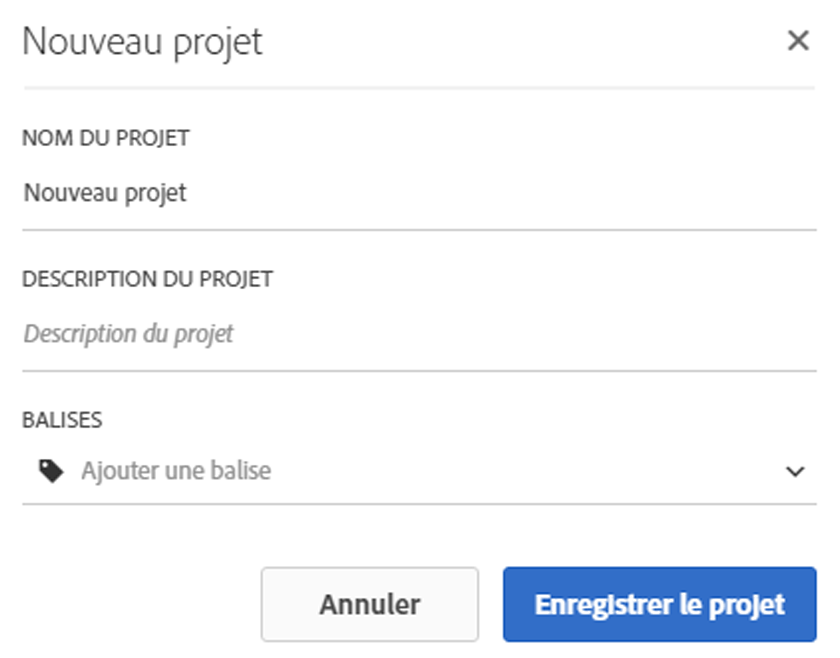 Nouveau projet
NOM DU PROJET
Nouveau projet
DESCRIPTION DU PROJET
Description du projet
BALISES
Ajouter une balise
Annuler
Enregistrer le projet